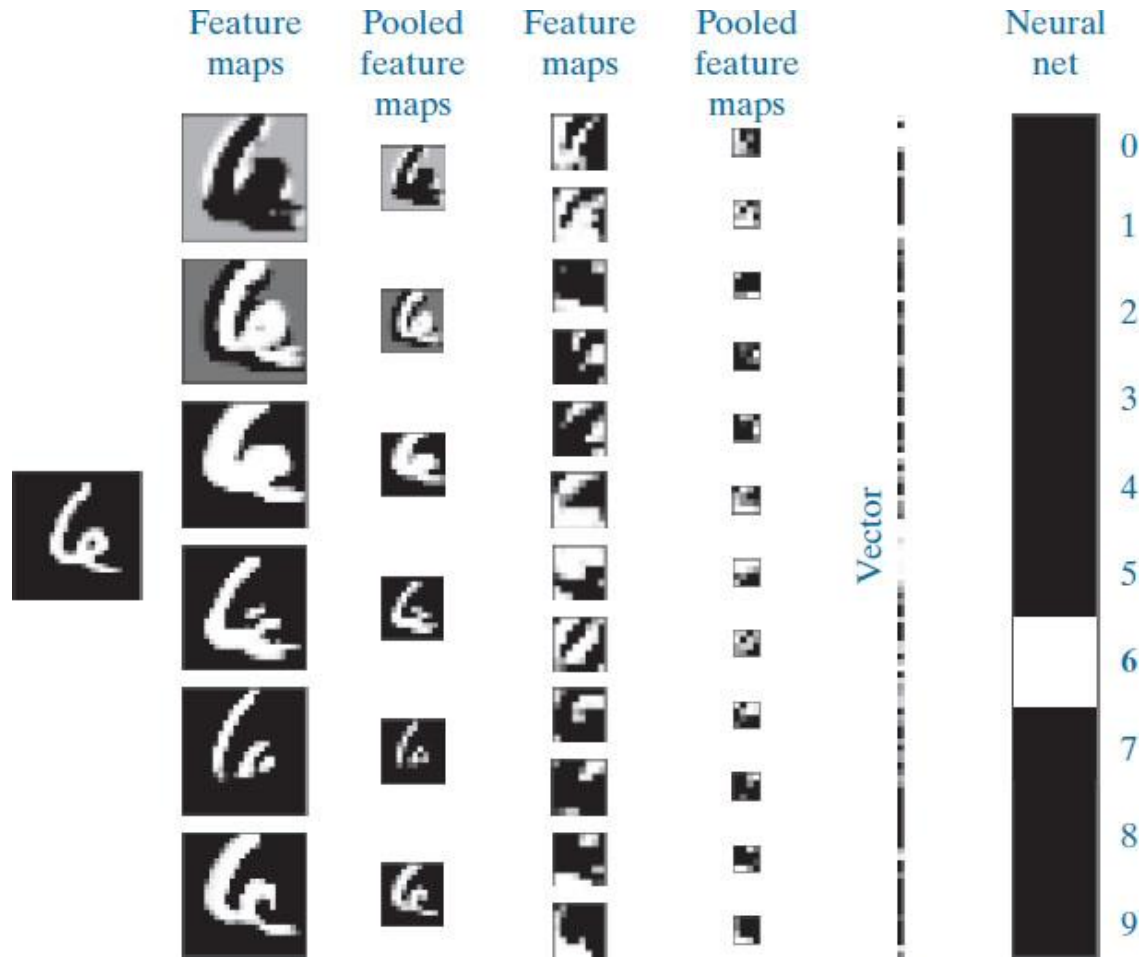 Feature
maps
Pooled
feature
maps
Feature
maps
Pooled
feature
maps
Neural
net
Vector
0
1
2
3
4
5
6
7
8
9